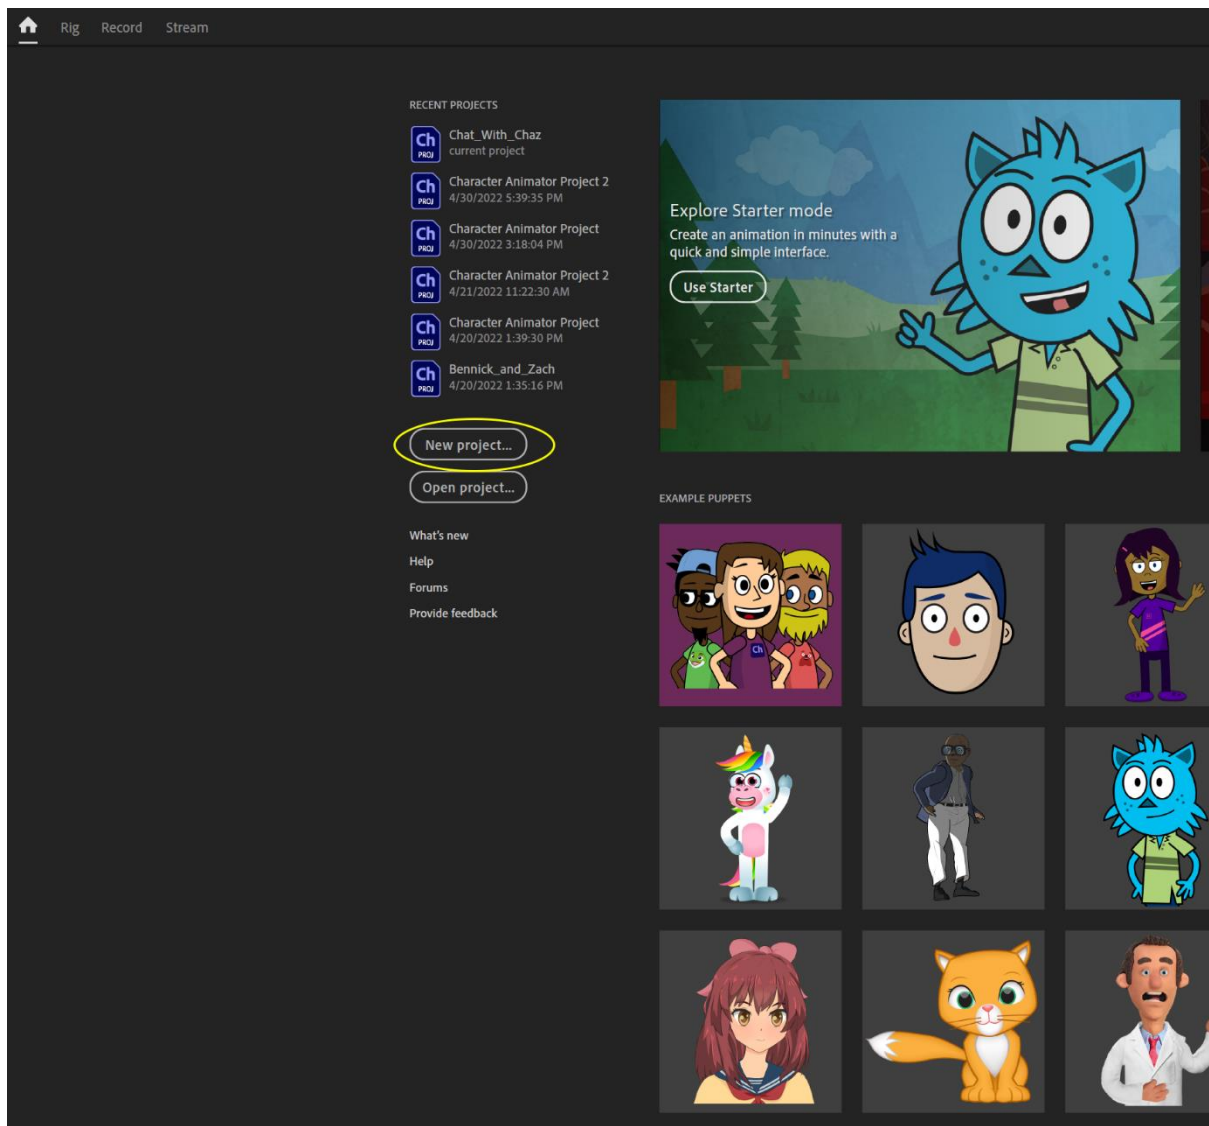 Rig Record Stream
RECENT PROJECTS
Ch
PROJ
Chat_With_Chaz
current project
Ch
PROJ
Character Animator Project 2
4/30/2022 5:39:35 PM
Ch
PROJ
Character Animator Project
4/30/2022 3:18:04 PM
Ch
PROJ
Character Animator Project 2
4/21/2022 11:22:30 AM
Ch
PROJ
Character Animator Project
4/20/2022 1:39:30 PM
Ch
PROJ
Bennick_and_Zach
4/20/2022 1:35:16 PM
New project...
Open project...
What's new
Help
Forums
Provide feedback
Explore Starter mode
Create an animation in minutes with a
quick and simple interface.
Use Starter
EXAMPLE PUPPETS
Ch